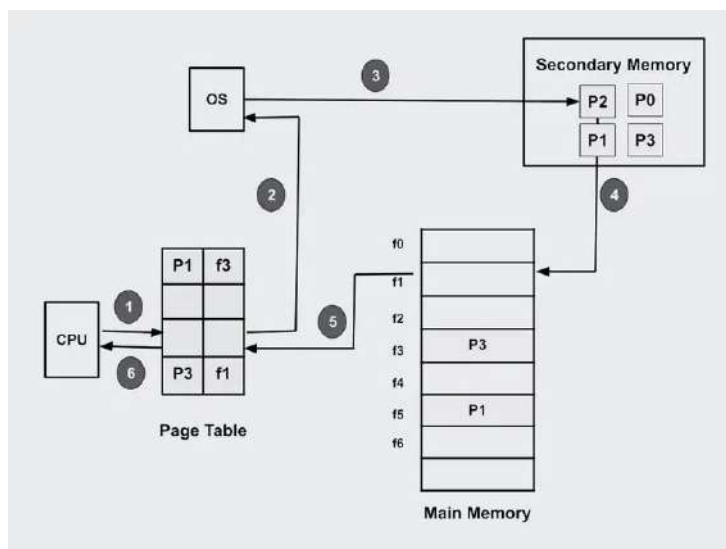 Secondary Memory
P2 P0
P1 P3
3
OS
4
2
f0
f1
f2
f3 P3
f4
f5 P1
f6
5
P1 f3
P3 f1
1
CPU
6
Page Table
Main Memory